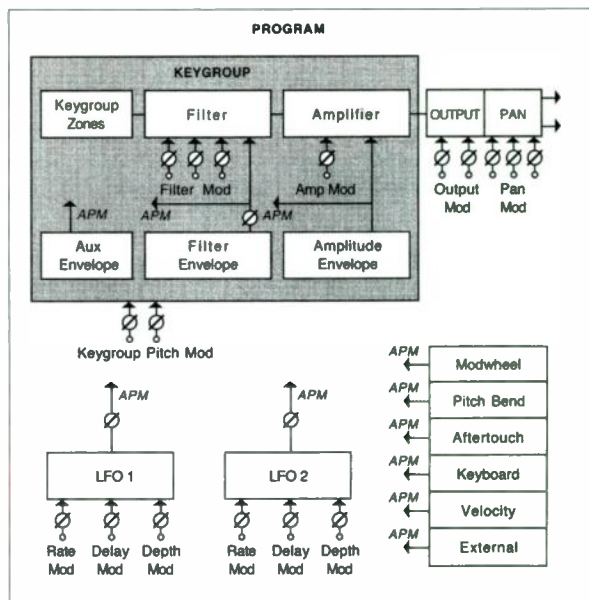 PROGRAM
KEYGROUP
Keygroup
Zones
Filter
Amplifier
OUTPUT
PAN
Filter Mod
Amp Mod
Output
Mod
Pan
Mod
APM
APM
APM
Aux
Envelope
Filter
Envelope
Amplitude
Envelope
Keygroup Pitch Mod
APM
APM
LFO 1
LFO 2
Rate
Mod
Delay
Mod
Depth
Mod
Rate
Mod
Delay
Mod
Depth
Mod
APM
Modwheel
APM
Pitch Bend
APM
Aftertouch
APM
Keyboard
APM
Velocity
APM
External